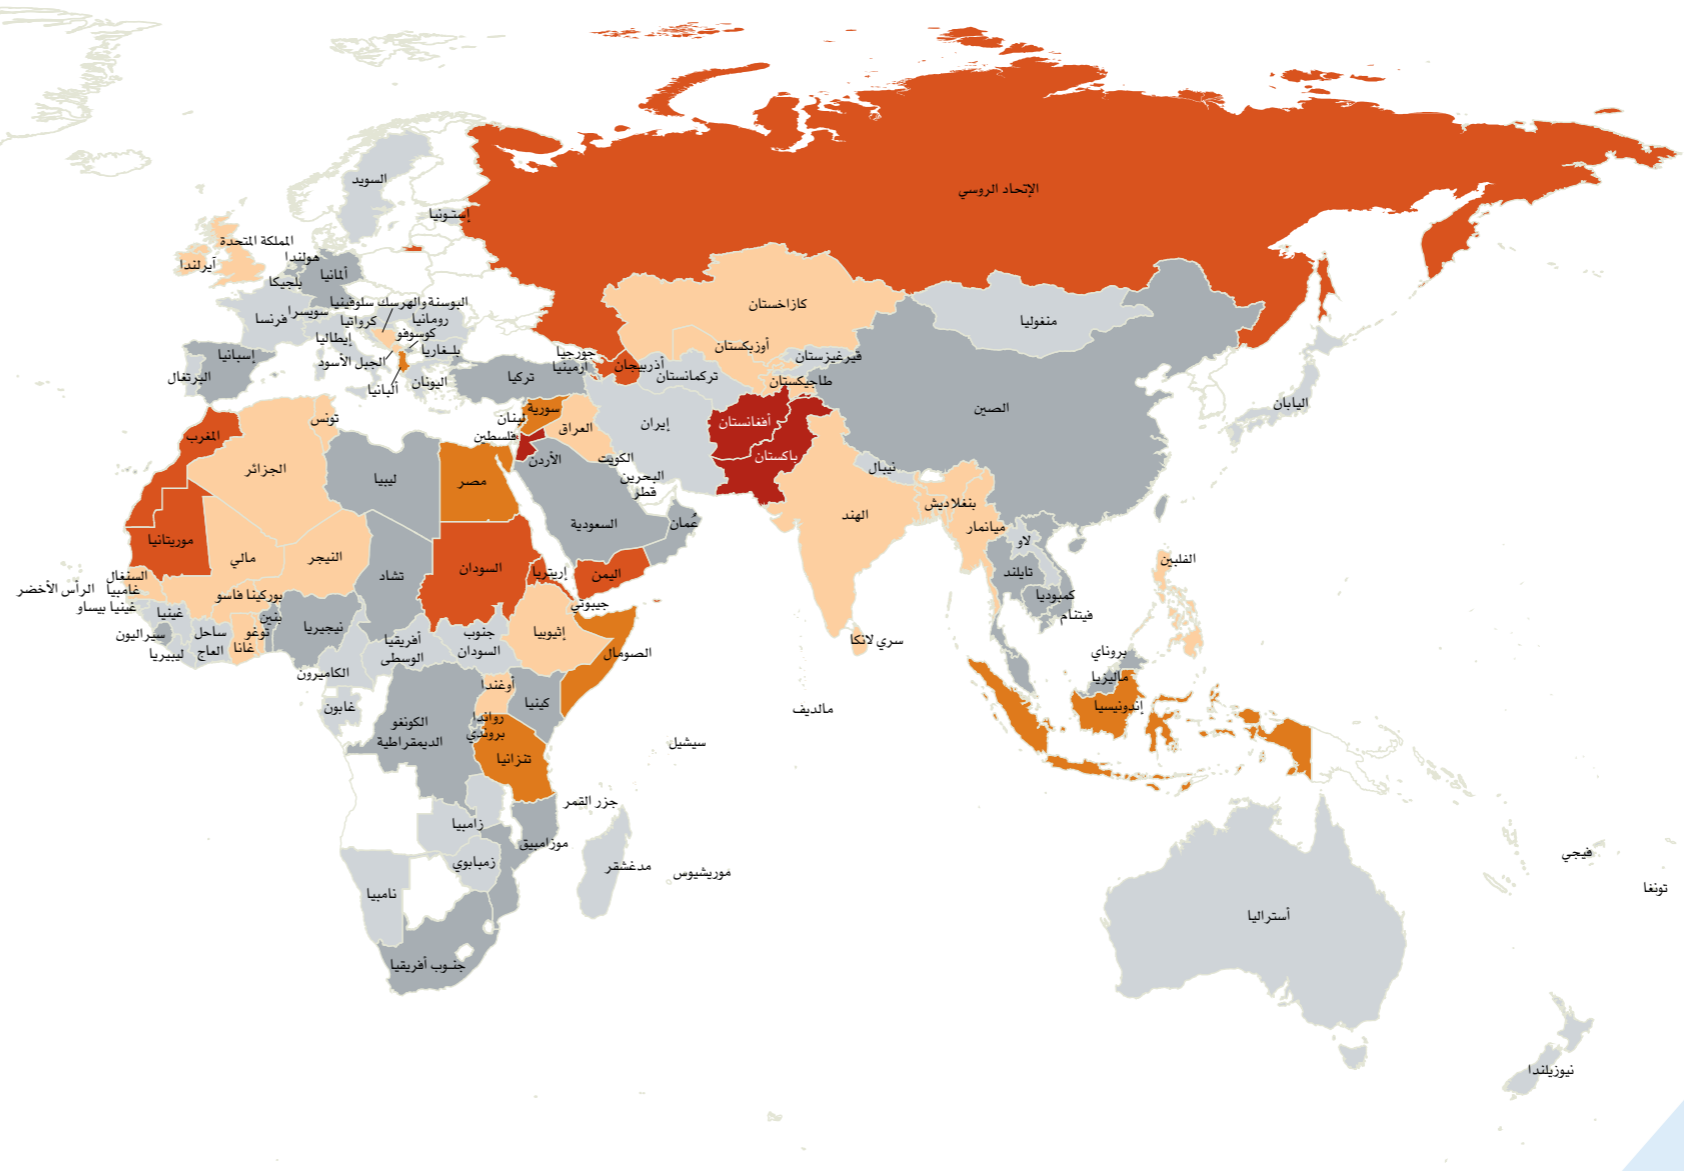 الإتحاد الروسي
السويد
إستـونيا
المملكة المتحدة
آيرلندا
هولندا
ألمانيا
بلجيكا
البوسنة والهرسك
سلوفينيا
سويسرا
فرنسا
كرواتيا
رومانيا
كوسوفو
إيطاليا
بلـغاريا
الجبل الأسود
إسبانيا
البرتغال
ألبانيا
اليونان
تركيا
جورجيا
ارمينيا
أذربيجان
تركمانستان
كازاخستان
أوزبكستان
قيرغيزستان
طاجيكستان
منغوليا
الصين
اليابان
أفغانستان
باكستان
إيران
سورية
لبنان
فلسطين
العراق
الأردن
الكويت
البحرين
قطر
السعودية
عُمان
اليمن
المغرب
تونس
الجزائر
ليبيا
مصر
موريتانيا
مالي
النيجر
تشاد
السودان
إريتريا
جيبوتي
السنغال
الرأس الأخضر
غامبيا
غينيا بيساو
بوركينا فاسو
غينيا
بنين
سيراليون
ساحل
العاج
توغو
غانا
ليبيريا
نيجيريا
أفريقيا
الوسطى
جنوب
السودان
إثيوبيا
الصومال
الكاميرون
أوغندا
كينيا
غابون
الكونغو
الديمقراطية
رواندا
بروندي
تنزانيا
سيشيل
جزر القمر
زامبيا
موزامبيق
زمبابوي
مدغشقر
موريشيوس
نامبيا
جنـوب أفريقيا
نيبال
الهند
بنغلاديش
ميانمار
لاو
تايلند
كمبوديا
فيتنام
الفلبين
سري لانكا
مالديف
بروناي
ماليزيا
إندونيسيا
فيجي
تونغا
أستراليا
نيوزيلندا